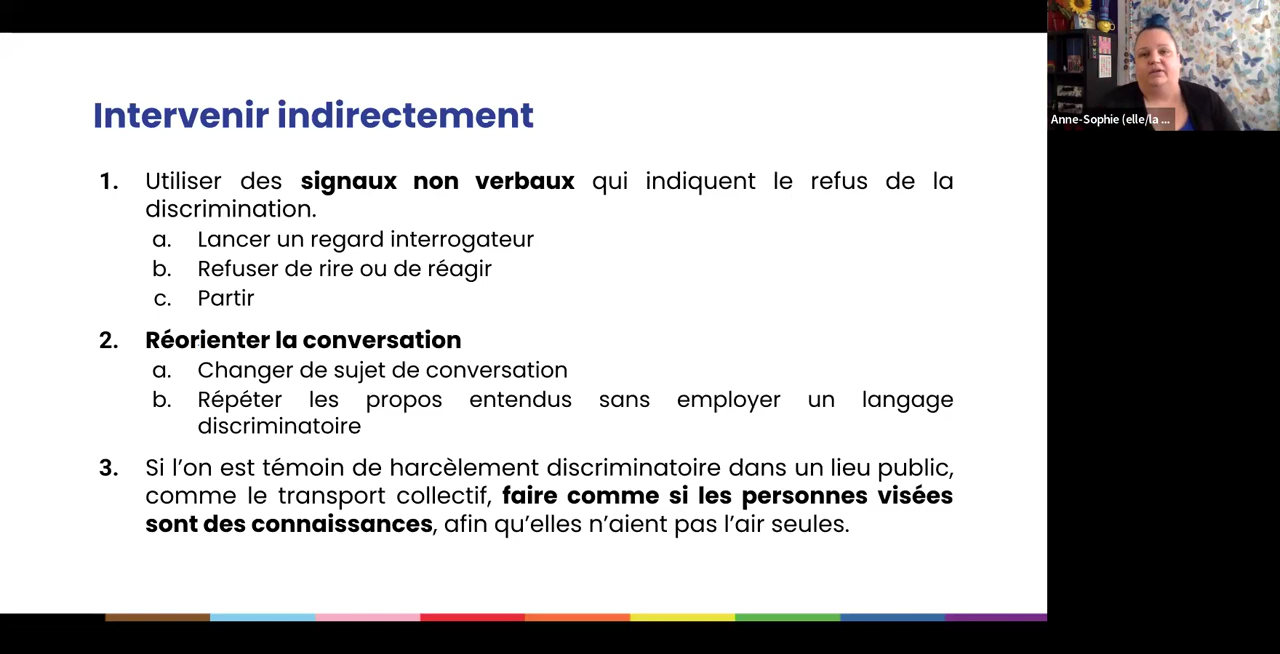 Intervenir indirectement
1. Utiliser des signaux non verbaux qui indiquent le refus de la
discrimination.
a. Lancer un regard interrogateur
b. Refuser de rire ou de réagir
c. Partir
2. Réorienter la conversation
a. Changer de sujet de conversation
b. Répéter les propos entendus sans employer un langage
discriminatoire
3. Si l’on est témoin de harcèlement discriminatoire dans un lieu public,
comme le transport collectif, faire comme si les personnes visées
sont des connaissances, afin qu’elles n’aient pas l’air seules.
Anne-Sophie (elle/la ...